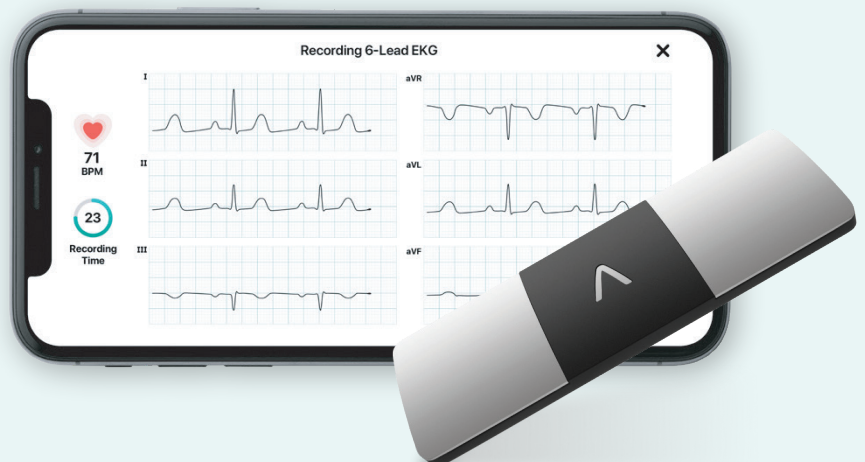 Recording 6-Lead EKG
I
aVR
71
BPM
II
aVL
23
Recording
Time
III
aVF